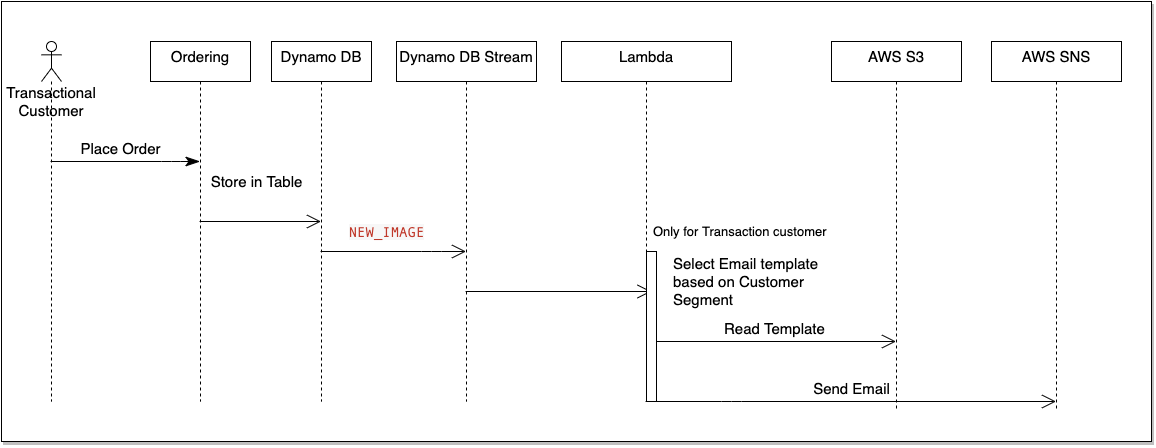 Transactional
Customer
Ordering
Dynamo DB
Dynamo DB Stream
Lambda
AWS S3
AWS SNS
Place Order
Store in Table
NEW_IMAGE
Only for Transaction customer
Select Email template
based on Customer
Segment
Read Template
Send Email